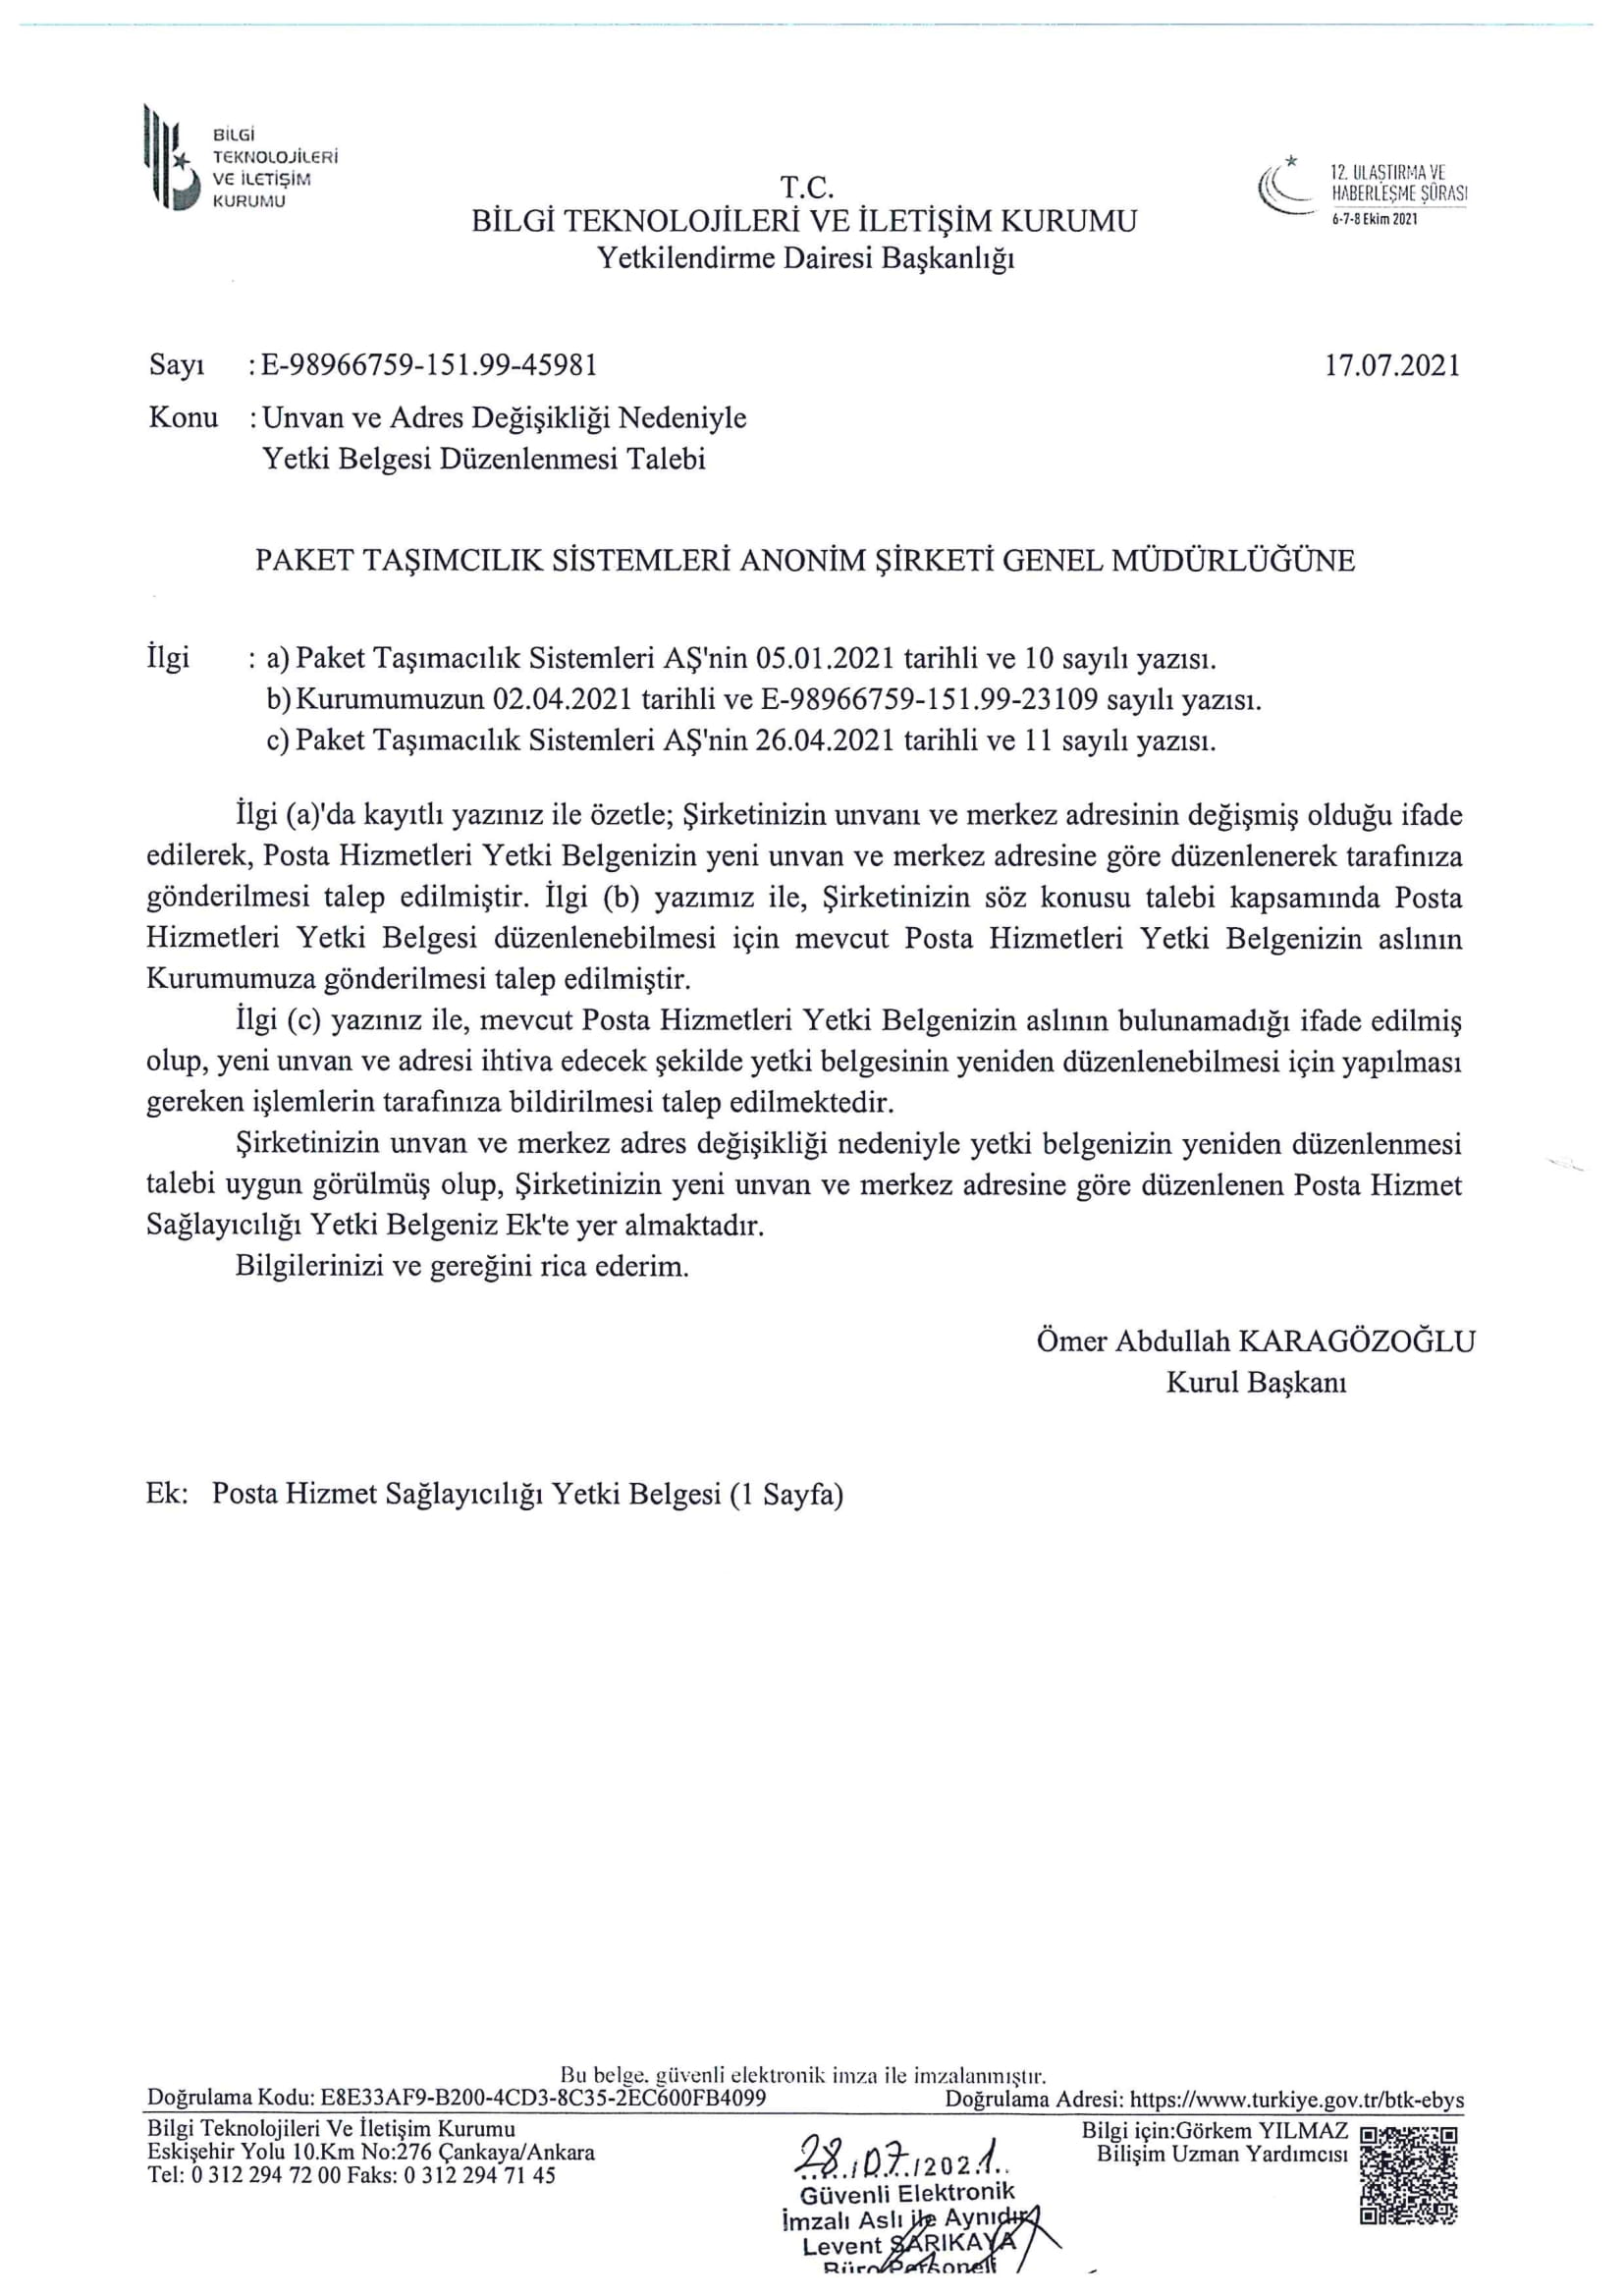 BİLGİ
TEKNOLOJİLERİ
VE İLETİŞİM
KURUMU
12. ULAŞTIRMA VE
HABERLEŞME ŞÛRASI
6-7-8 Ekim 2021
T.C.
BİLGİ TEKNOLOJİLERİ VE İLETİŞİM KURUMU
Yetkilendirme Dairesi Başkanlığı
Sayı : E-98966759-151.99-45981 17.07.2021
Konu : Unvan ve Adres Değişikliği Nedeniyle
Yetki Belgesi Düzenlenmesi Talebi
PAKET TAŞIMCILIK SİSTEMLERİ ANONİM ŞİRKETİ GENEL MÜDÜRLÜĞÜNE
İlgi : a) Paket Taşımacılık Sistemleri AŞ'nin 05.01.2021 tarihli ve 10 sayılı yazısı.
b) Kurumumuzun 02.04.2021 tarihli ve E-98966759-151.99-23109 sayılı yazısı.
c) Paket Taşımacılık Sistemleri AŞ'nin 26.04.2021 tarihli ve 11 sayılı yazısı.
İlgi (a)'da kayıtlı yazınız ile özetle; Şirketinizin unvanı ve merkez adresinin değişmiş olduğu ifade
edilerek, Posta Hizmetleri Yetki Belgenizin yeni unvan ve merkez adresine göre düzenlenerek tarafınıza
gönderilmesi talep edilmiştir. İlgi (b) yazımız ile, Şirketinizin söz konusu talebi kapsamında Posta
Hizmetleri Yetki Belgesi düzenlenebilmesi için mevcut Posta Hizmetleri Yetki Belgenizin aslının
Kurumumuza gönderilmesi talep edilmiştir.
İlgi (c) yazınız ile, mevcut Posta Hizmetleri Yetki Belgenizin aslının bulunamadığı ifade edilmiş
olup, yeni unvan ve adresi ihtiva edecek şekilde yetki belgesinin yeniden düzenlenebilmesi için yapılması
gereken işlemlerin tarafınıza bildirilmesi talep edilmektedir.
Şirketinizin unvan ve merkez adres değişikliği nedeniyle yetki belgenizin yeniden düzenlenmesi
talebi uygun görülmüş olup, Şirketinizin yeni unvan ve merkez adresine göre düzenlenen Posta Hizmet
Sağlayıcılığı Yetki Belgeniz Ek'te yer almaktadır.
Bilgilerinizi ve gereğini rica ederim.
Ömer Abdullah KARAGÖZOĞLU
Kurul Başkanı
Ek: Posta Hizmet Sağlayıcılığı Yetki Belgesi (1 Sayfa)
Bu belge, güvenli elektronik imza ile imzalanmıştır.
Doğrulama Kodu: E8E33AF9-B200-4CD3-8C35-2EC600FB4099 Doğrulama Adresi: https://www.turkiye.gov.tr/btk-ebys
Bilgi Teknolojileri Ve İletişim Kurumu
Eskişehir Yolu 10.Km No:276 Çankaya/Ankara
Tel: 0 312 294 72 00 Faks: 0 312 294 71 45
Bilgi için:Görkem YILMAZ
Bilişim Uzman Yardımcısı
28./07./2021..
Güvenli Elektronik
İmzalı Aslı ile Aynıdır
Levent SARIKAYA
Büro Personeli